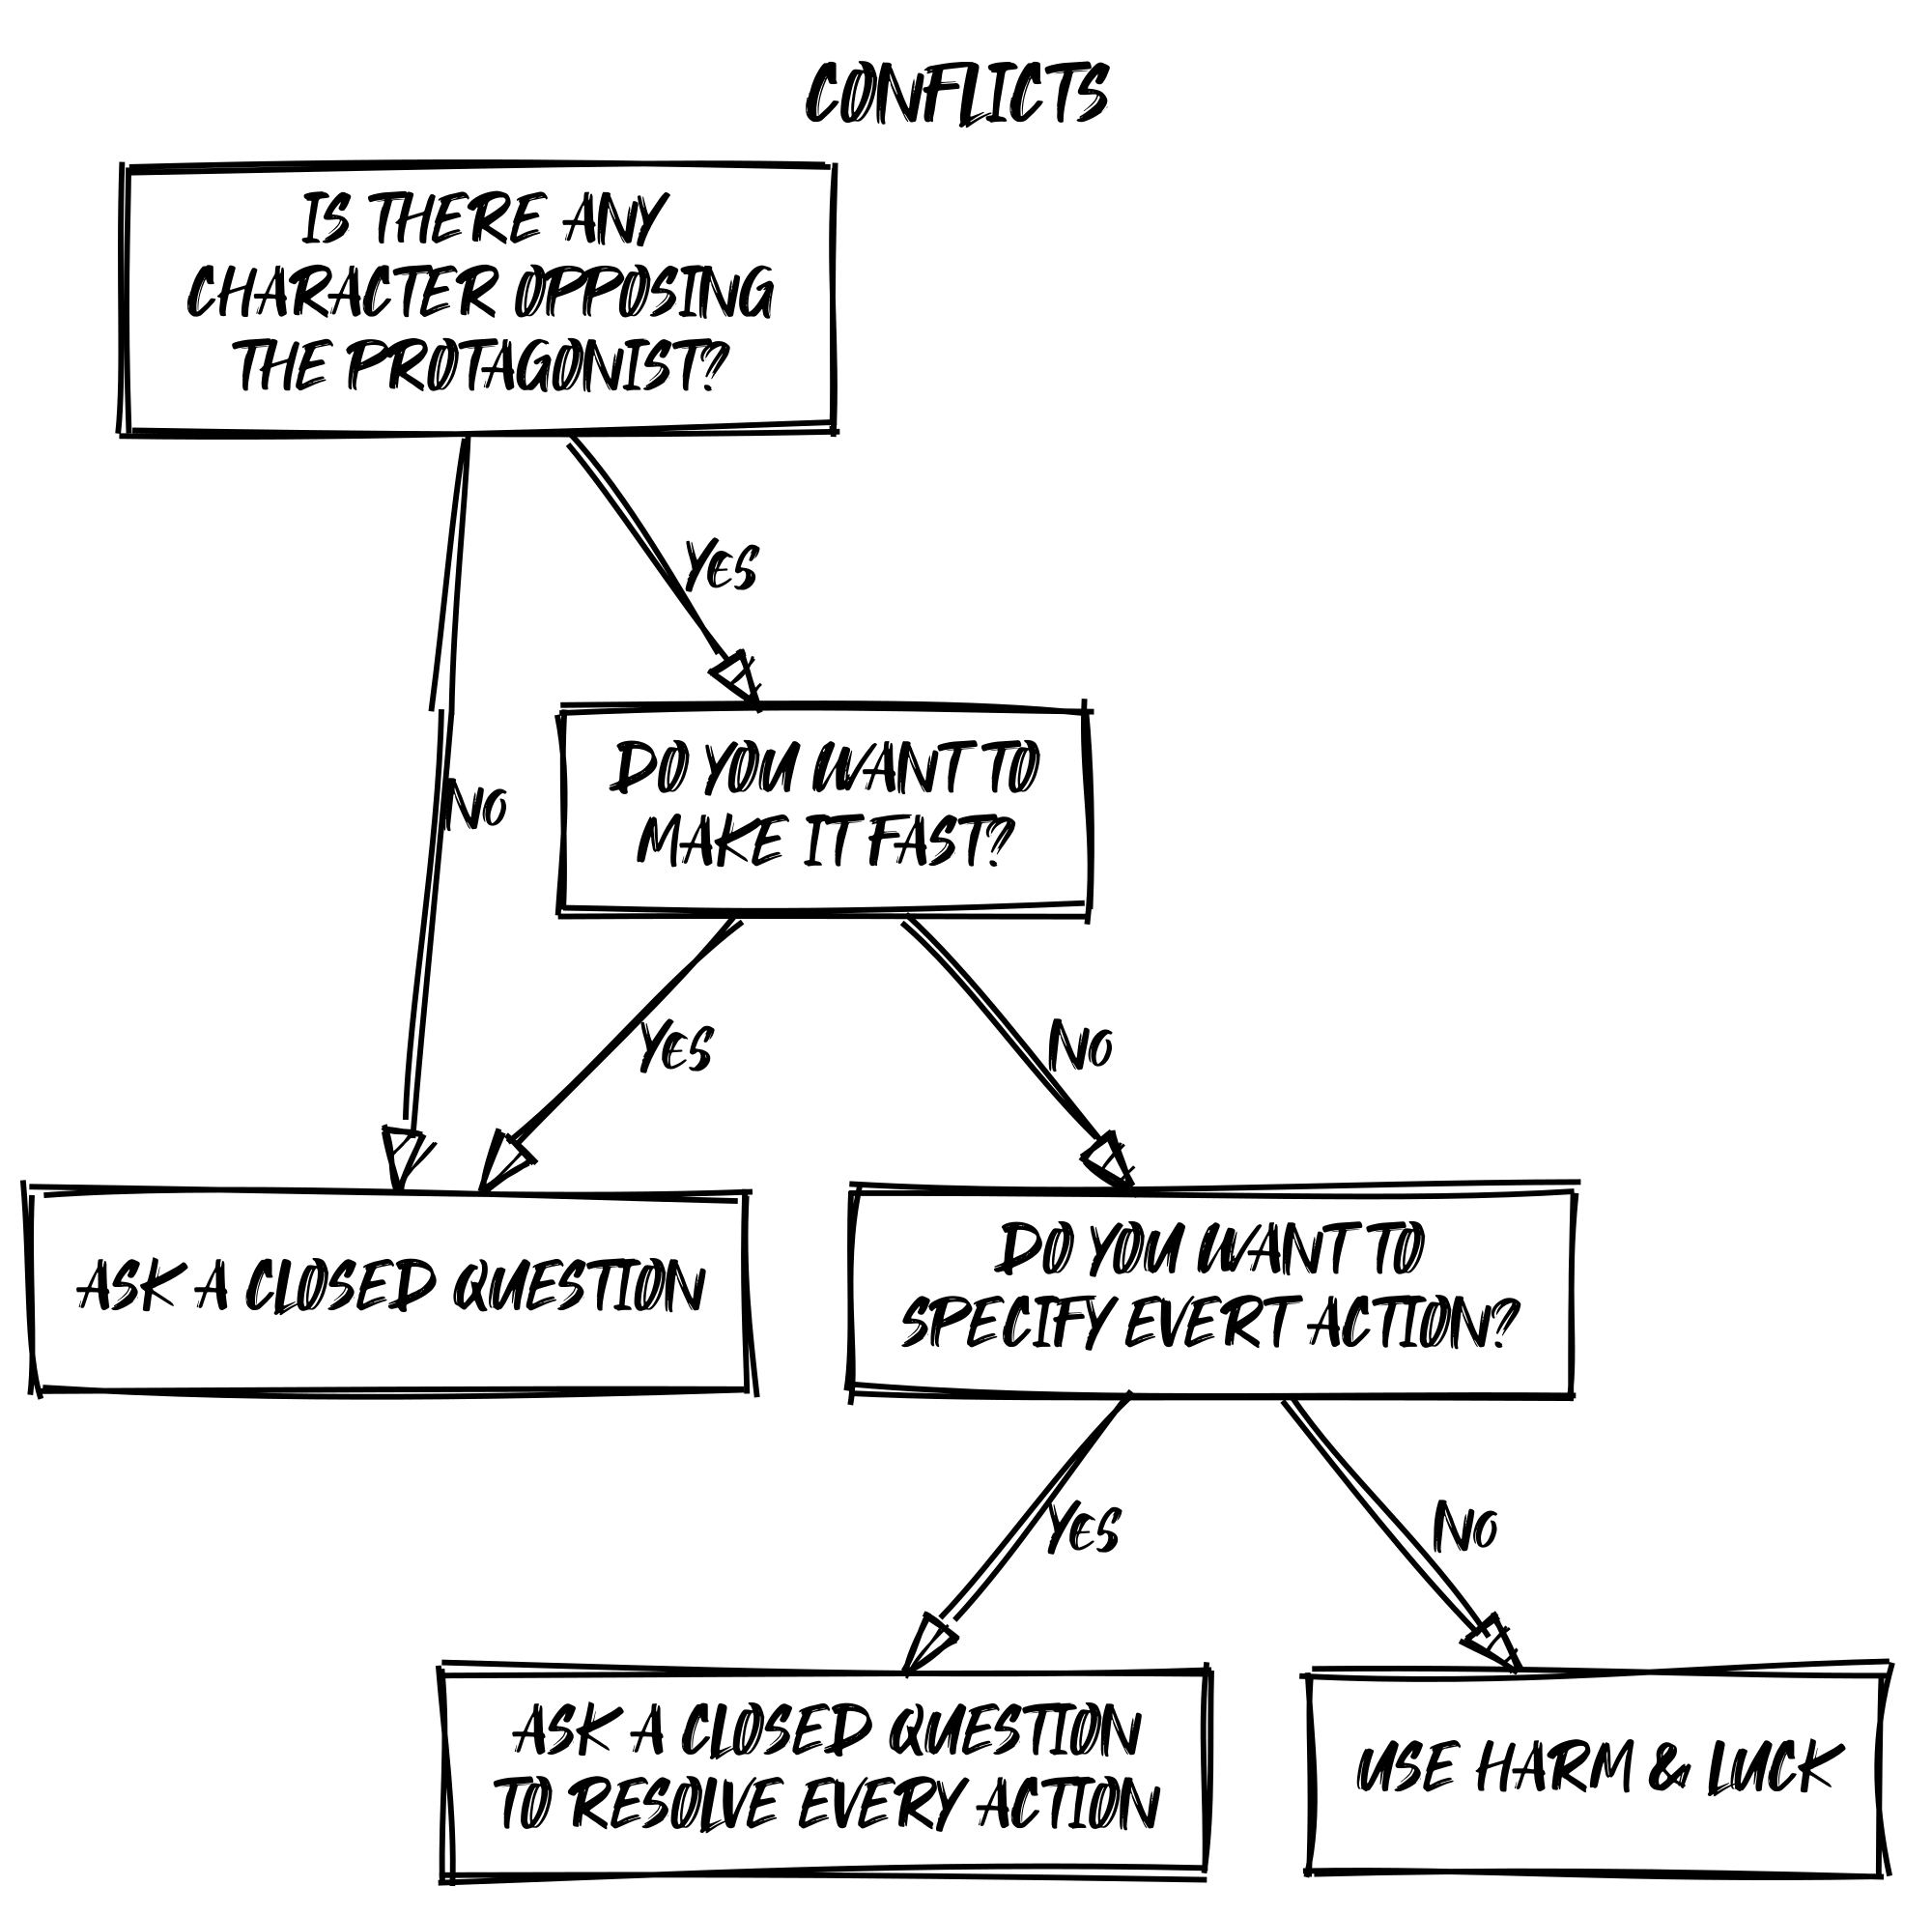 CONFLICTS
IS THERE ANY
CHARACTER OPPOSING
THE PROTAGONIST?
YES
DO YOU WANT TO
MAKE IT FAST?
NO
YES
NO
ASK A CLOSED QUESTION
DO YOU WANT TO
SPECIFY EVERT ACTION?
YES
NO
ASK A CLOSED QUESTION
TO RESOLVE EVERY ACTION
USE HARM & LUCK